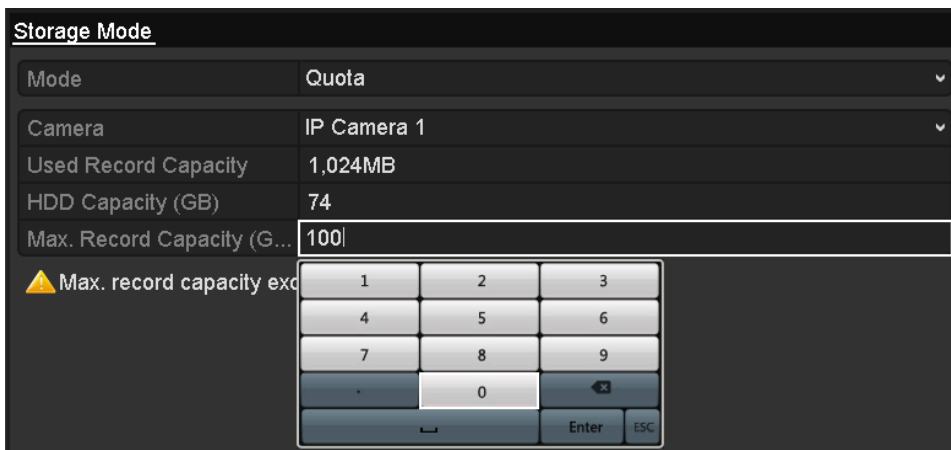 Storage Mode
Mode Quota
Camera IP Camera 1
Used Record Capacity 1,024MB
HDD Capacity (GB) 74
Max. Record Capacity (G... 100
Max. record capacity exc
1 2 3
4 5 6
7 8 9
. 0
Enter ESC